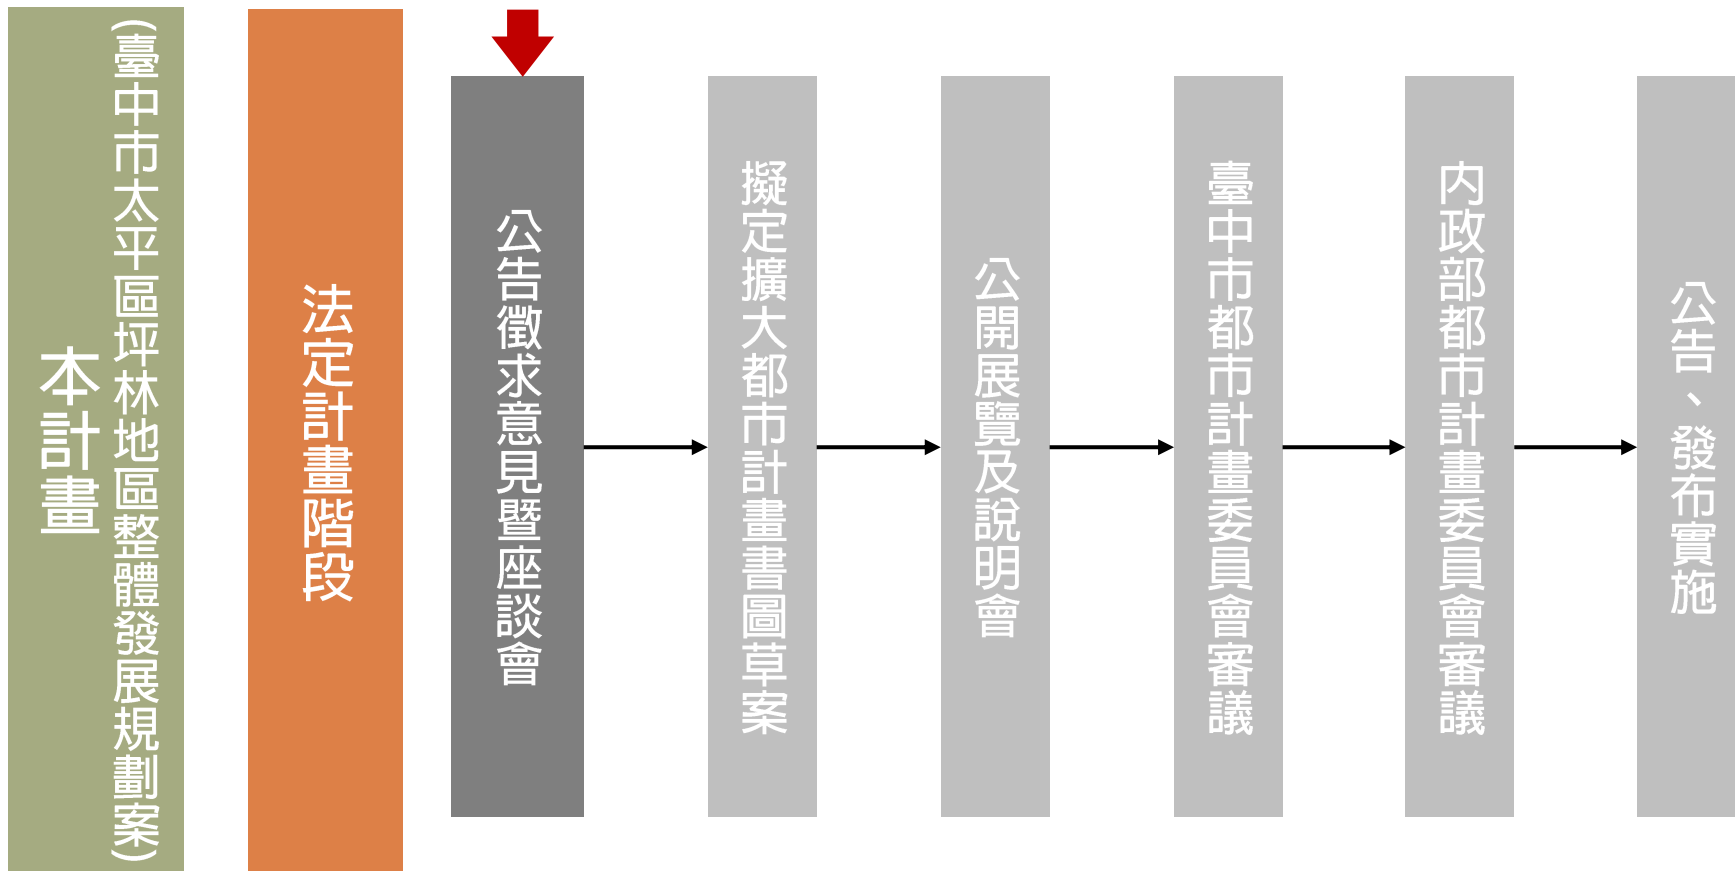 本計畫
(臺中市太平區坪林地區整體發展規劃案)
法定計畫階段
公告徵求意見暨座談會
擬定擴大都市計畫書圖草案
公開展覽及說明會
臺中市都市計畫委員會審議
內政部都市計畫委員會審議
公告、發布實施